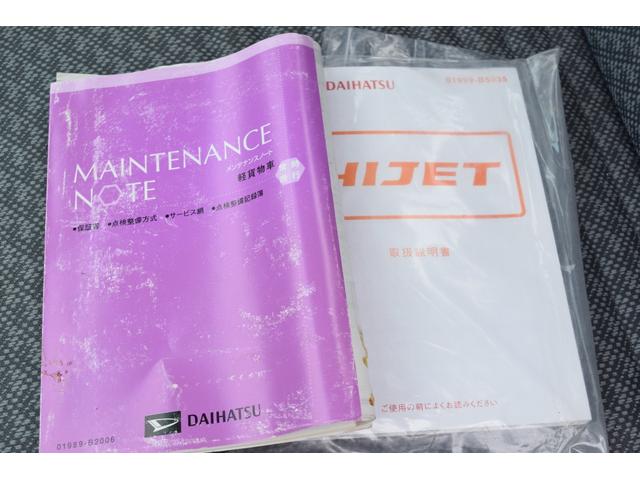 MAINTENANCE
NOTE
メンテナンスノート
軽貨物車
●保証書 ●点検整備方式 ●サービス網 ●点検整備記録簿
DAIHATSU
01999-B2006
DAIHATSU
HIJET
取扱説明書
ご使用の前によくお読みください